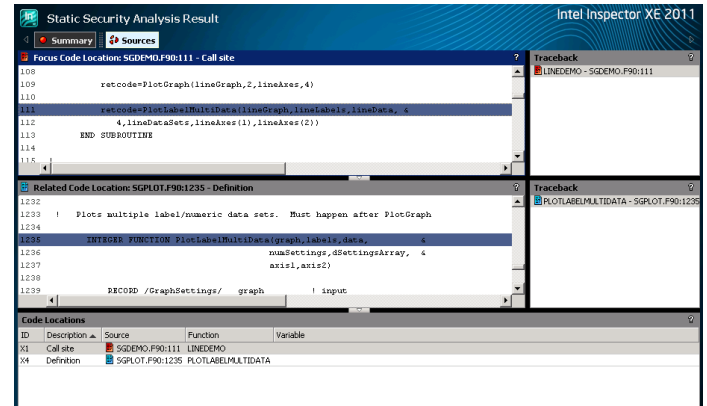 Static Security Analysis Result
Intel Inspector XE 2011
Summary
Sources
Focus Code Location: SGDEMO.F90:111 - Call site
?
Traceback
?
108
109 retcode=PlotGraph(lineGraph,2,lineAxes,4)
110
111 retcode=PlotLabelMultiData(lineGraph,lineLabels,lineData, &
112 4,lineDataSets,lineAxes(1),lineAxes(2))
113 END SUBROUTINE
114
115 !
LINEDEMO - SGDEMO.F90:111
Related Code Location: SGPLOT.F90:1235 - Definition
?
Traceback
?
1232
1233 ! Plots multiple label/numeric data sets. Must happen after PlotGraph
1234
1235 INTEGER FUNCTION PlotLabelMultiData(graph,labels,data, &
1236 numSettings,dSettingsArray, &
1237 axis1,axis2)
1238
1239 RECORD /GraphSettings/ graph ! input
PLOTLABELMULTIDATA - SGPLOT.F90:1235
Code Locations
?
ID Description Source Function Variable
X1 Call site SGDEMO.F90:111 LINEDEMO
X4 Definition SGPLOT.F90:1235 PLOTLABELMULTIDATA